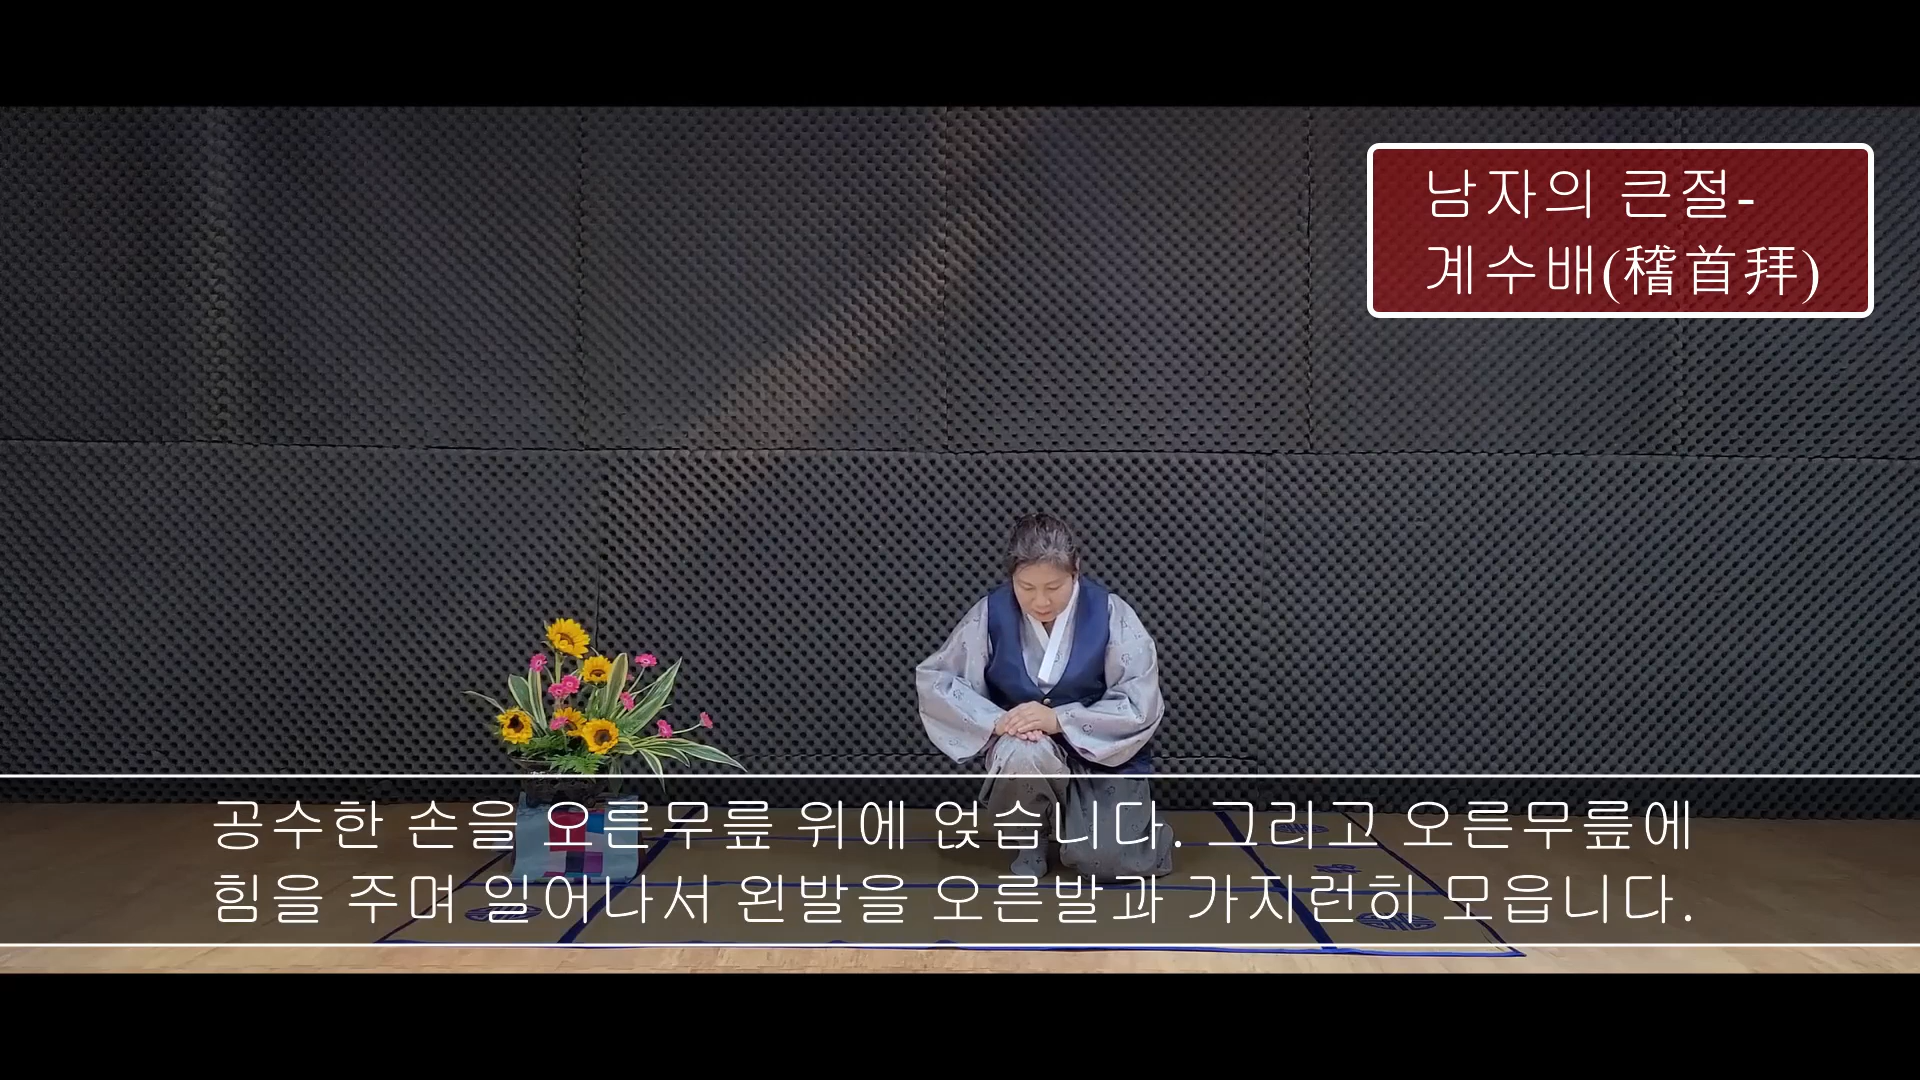 남자의 큰절-
계수배(稽首拜)
공수한 손을 오른무릎 위에 얹습니다. 그리고 오른무릎에
힘을 주며 일어나서 왼발을 오른발과 가지런히 모읍니다.